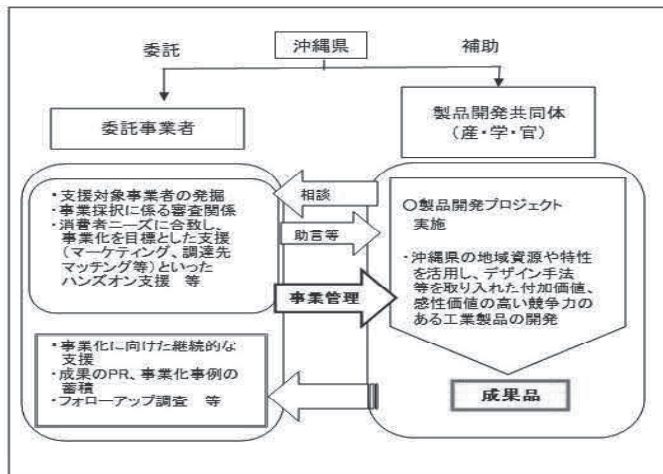 沖縄県
委託
補助
委託事業者
製品開発共同体
(産・学・官)
・支援対象事業者の発掘
・事業採択に係る審査関係
・消費者ニーズに合致し、
事業化を目標とした支援
(マーケティング、調達先
マッチング等)といった
ハンズオン支援 等
相談
助言等
事業管理
〇製品開発プロジェクト
実施
・沖縄県の地域資源や特性
を活用し、デザイン手法
等を取り入れた付加価値、
感性価値の高い競争力の
ある工業製品の開発
・事業化に向けた継続的な
支援
・成果のPR、事業化事例の
蓄積
・フォローアップ調査 等
成果品